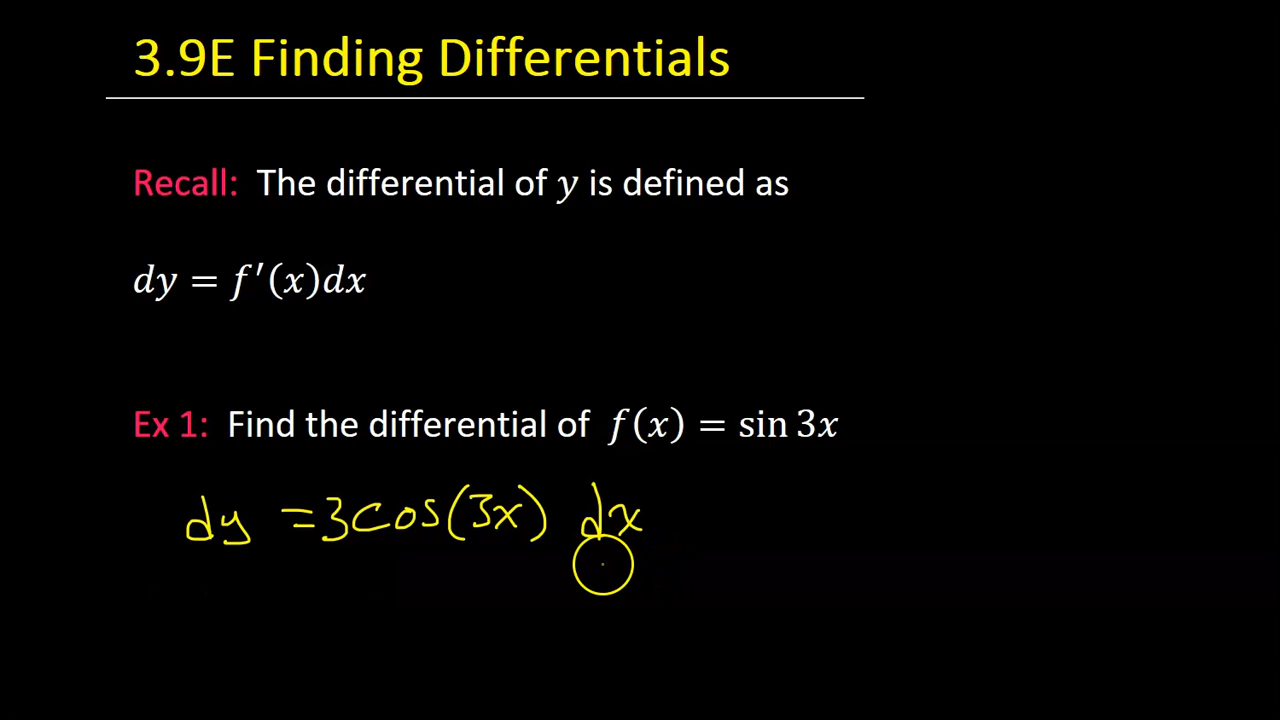 3.9E Finding Differentials
Recall: The differential of y is defined as
dy = f′(x)dx
Ex 1: Find the differential of f(x) = sin 3x
dy = 3cos(3x) dx